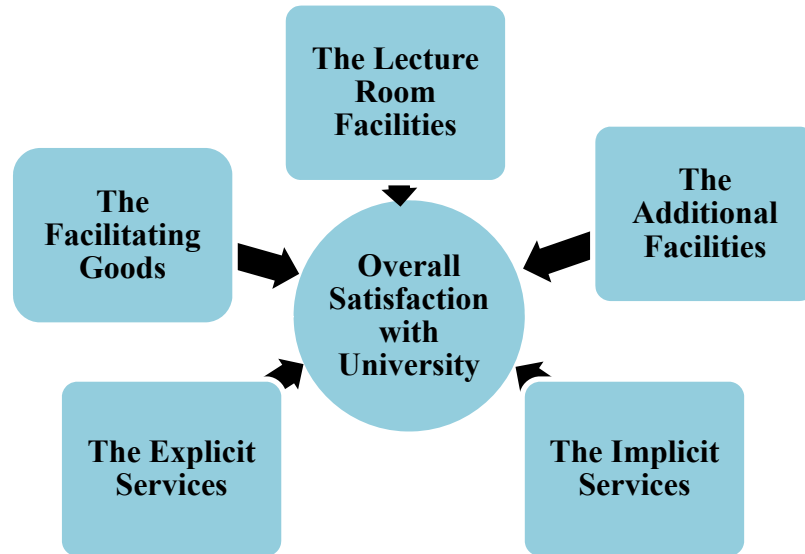 The Lecture
Room
Facilities
The
Facilitating
Goods
The
Additional
Facilities
Overall
Satisfaction
with
University
The Explicit
Services
The Implicit
Services